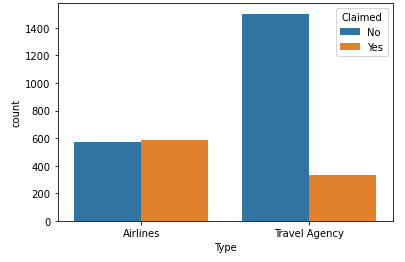 Claimed
No
Yes
1400
1200
1000
800
600
400
200
0
count
Airlines
Travel Agency
Type